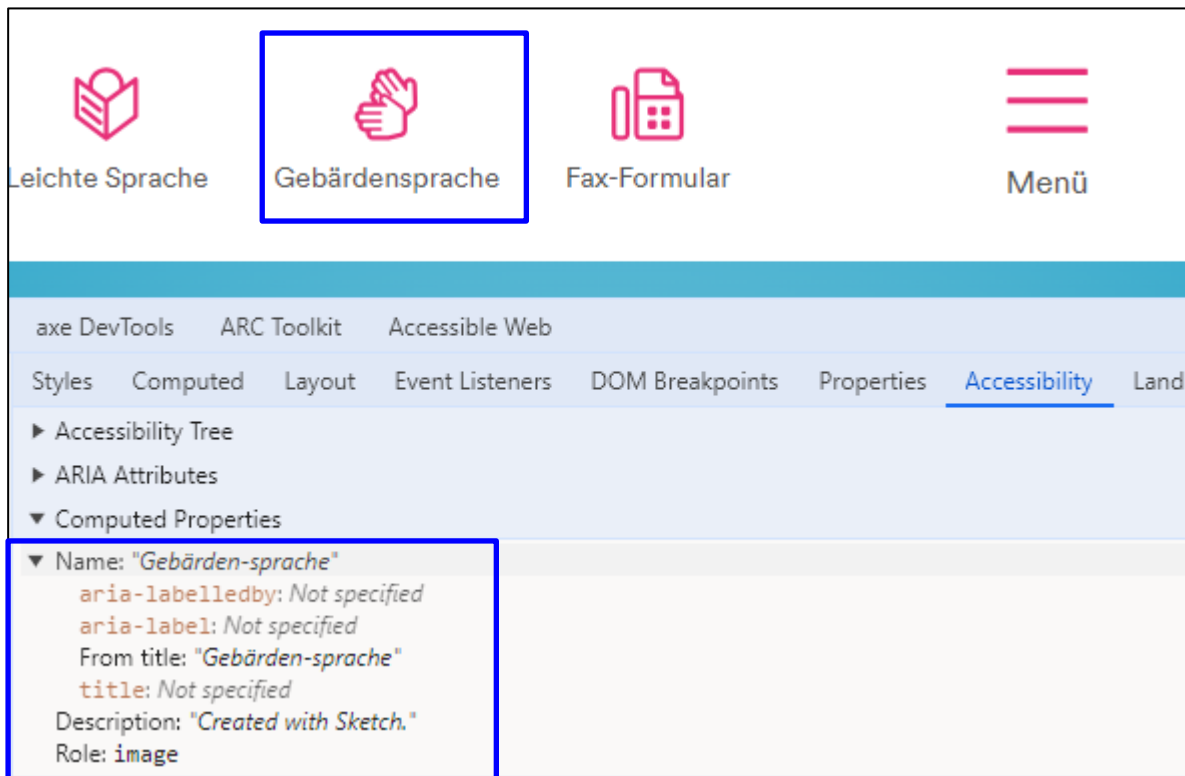 Leichte Sprache Gebärdensprache Fax-Formular Menü
axe DevTools ARC Toolkit Accessible Web
Styles Computed Layout Event Listeners DOM Breakpoints Properties Accessibility Land
▶ Accessibility Tree
▶ ARIA Attributes
▼ Computed Properties
▼ Name: "Gebärden-sprache"
aria-labelledby: Not specified
aria-label: Not specified
From title: "Gebärden-sprache"
title: Not specified
Description: "Created with Sketch."
Role: image